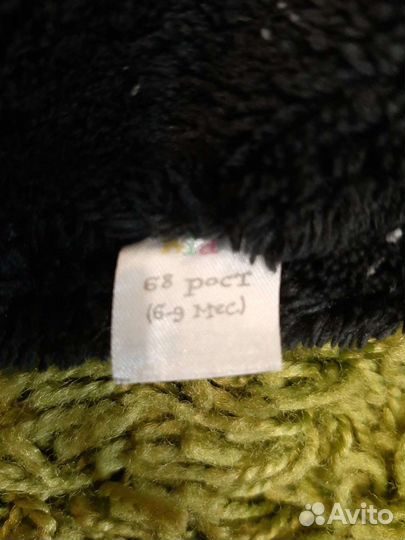 68 рост
(6-9 мес)
Avito